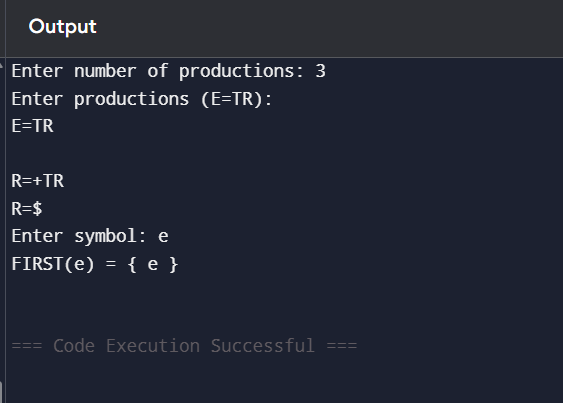 Output
Enter number of productions: 3
Enter productions (E=TR):
E=TR
R=+TR
R=$
Enter symbol: e
FIRST(e) = { e }
=== Code Execution Successful ===